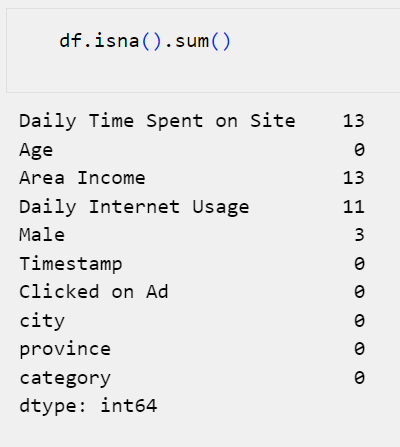 df.isna().sum()
Daily Time Spent on Site    13
Age                          0
Area Income                 13
Daily Internet Usage        11
Male                         3
Timestamp                    0
Clicked on Ad                0
city                         0
province                     0
category                     0
dtype: int64